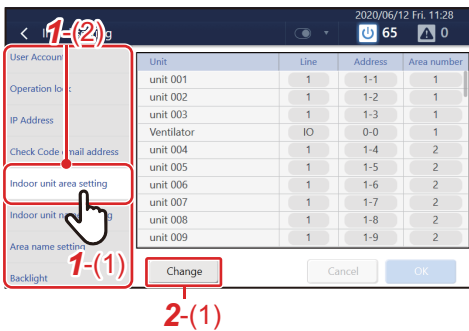 2020/06/12 Fri. 11:28
1-(2)
65 0
User Account
Operation lock
IP Address
Check Code email address
Indoor unit area setting
Indoor unit
Area name setting
Backlight
1-(1)
Unit Line Address Area number
unit 001 1 1-1 1
unit 002 1 1-2 1
unit 003 1 1-3 1
Ventilator IO 0-0 1
unit 004 1 1-4 2
unit 005 1 1-5 2
unit 006 1 1-6 2
unit 007 1 1-7 2
unit 008 1 1-8 2
unit 009 1 1-9 2
Change Cancel OK
2-(1)